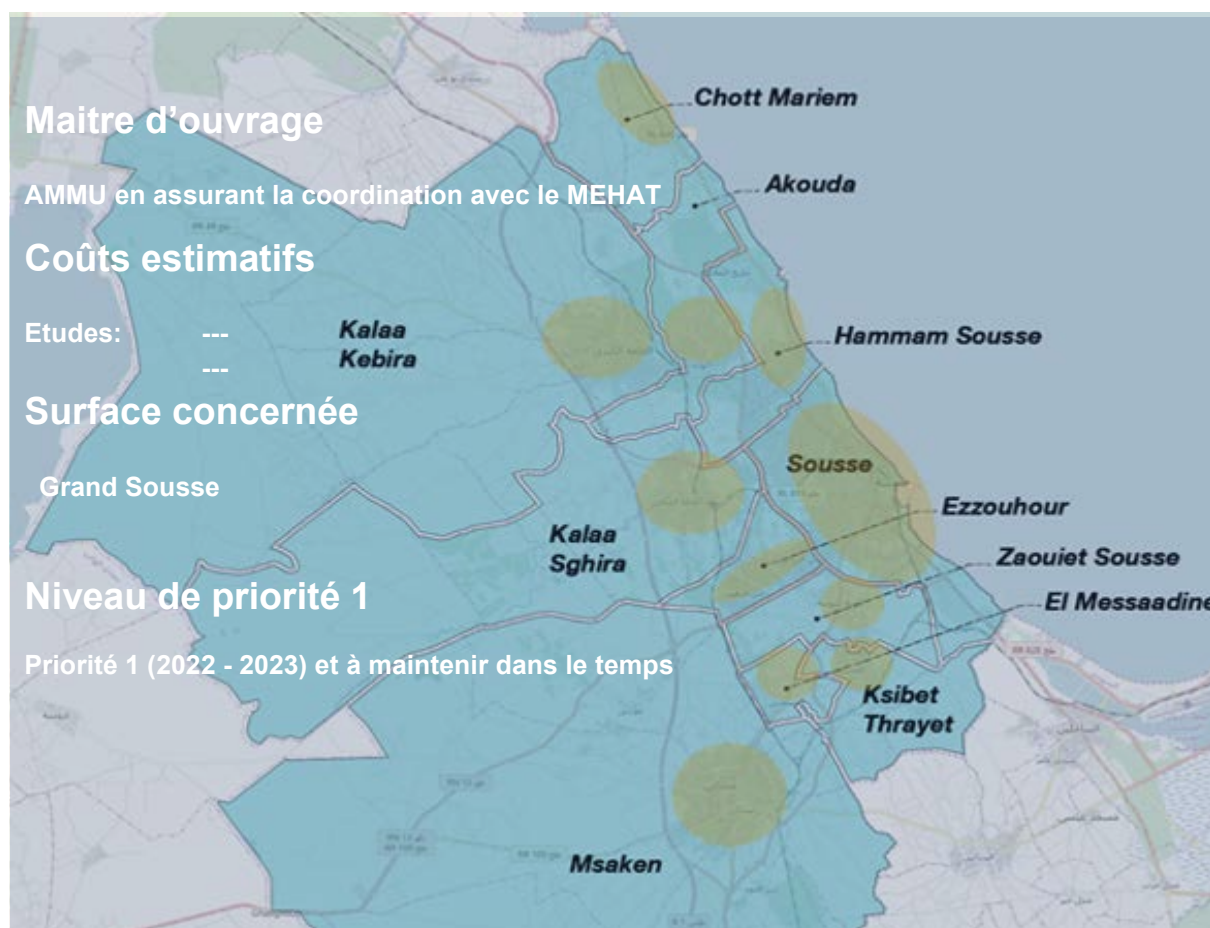 Maitre d'ouvrage
AMMU en assurant la coordination avec le MEHAT
Coûts estimatifs
Etudes: ---
---
Surface concernée
Grand Sousse
Niveau de priorité 1
Priorité 1 (2022 - 2023) et à maintenir dans le temps
Chott Mariem
Akouda
Kalaa
Kebira
Hammam Sousse
Sousse
Ezzouhour
Kalaa
Sghira
Zaouiet Sousse
El Messaadine
Ksibet
Thrayet
Msaken